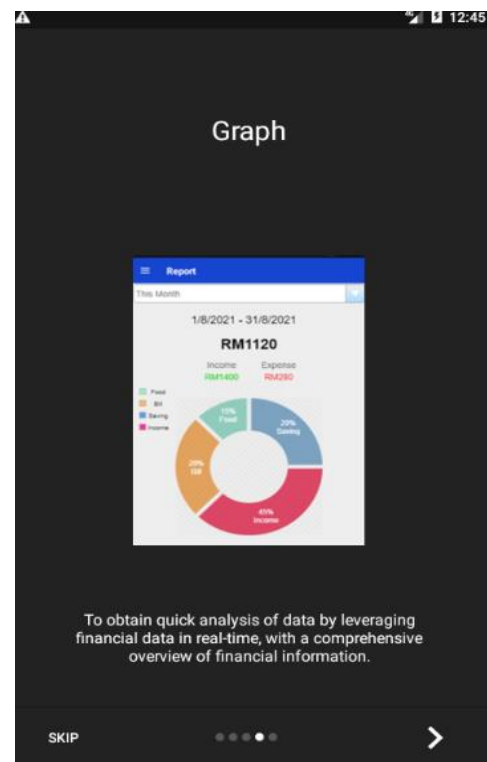 12:45
Graph
Report
This Month
1/8/2021 - 31/8/2021
RM1120
Income Expense
RM1400 RM280
Food
Bill
Saving
Income
15%
Food
20%
Saving
20%
Bill
45%
Income
To obtain quick analysis of data by leveraging
financial data in real-time, with a comprehensive
overview of financial information.
SKIP